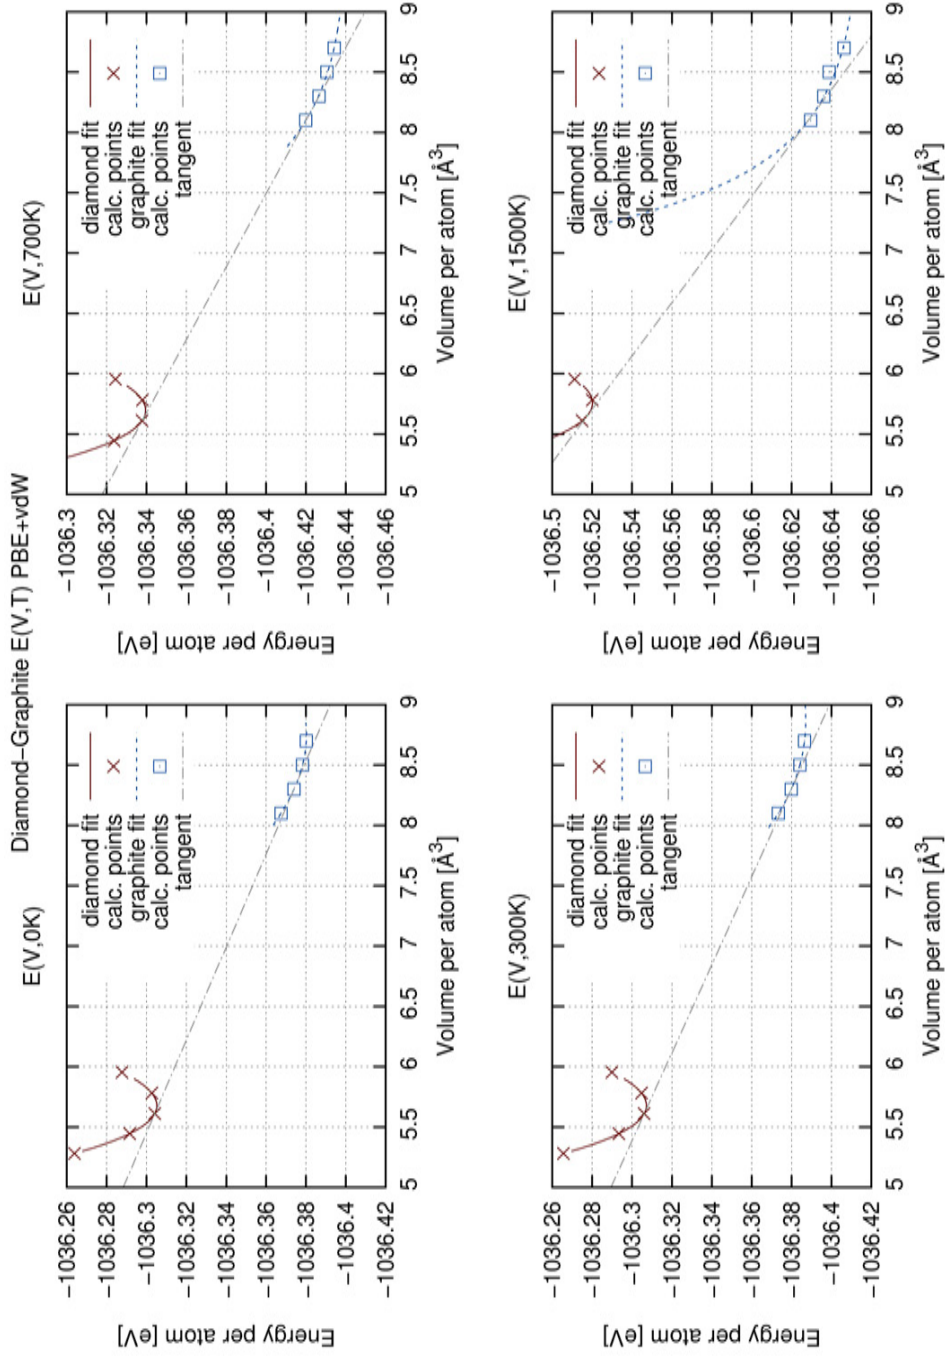 Diamond–Graphite E(V,T) PBE+vdW
E(V,0K)
Energy per atom [eV]
−1036.26
−1036.28
−1036.3
−1036.32
−1036.34
−1036.36
−1036.38
−1036.4
−1036.42
5 5.5 6 6.5 7 7.5 8 8.5 9
Volume per atom [Å3]
diamond fit
calc. points
graphite fit
calc. points
tangent
E(V,700K)
Energy per atom [eV]
−1036.3
−1036.32
−1036.34
−1036.36
−1036.38
−1036.4
−1036.42
−1036.44
−1036.46
5 5.5 6 6.5 7 7.5 8 8.5 9
Volume per atom [Å3]
diamond fit
calc. points
graphite fit
calc. points
tangent
E(V,300K)
Energy per atom [eV]
−1036.26
−1036.28
−1036.3
−1036.32
−1036.34
−1036.36
−1036.38
−1036.4
−1036.42
5 5.5 6 6.5 7 7.5 8 8.5 9
Volume per atom [Å3]
diamond fit
calc. points
graphite fit
calc. points
tangent
E(V,1500K)
Energy per atom [eV]
−1036.5
−1036.52
−1036.54
−1036.56
−1036.58
−1036.6
−1036.62
−1036.64
−1036.66
5 5.5 6 6.5 7 7.5 8 8.5 9
Volume per atom [Å3]
diamond fit
calc. points
graphite fit
calc. points
tangent